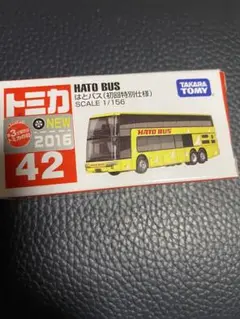 トミカ
HATO BUS
はとバス(初回特別仕様)
SCALE 1/156
TAKARA
TOMY
NEW
2016
42
HATO BUS